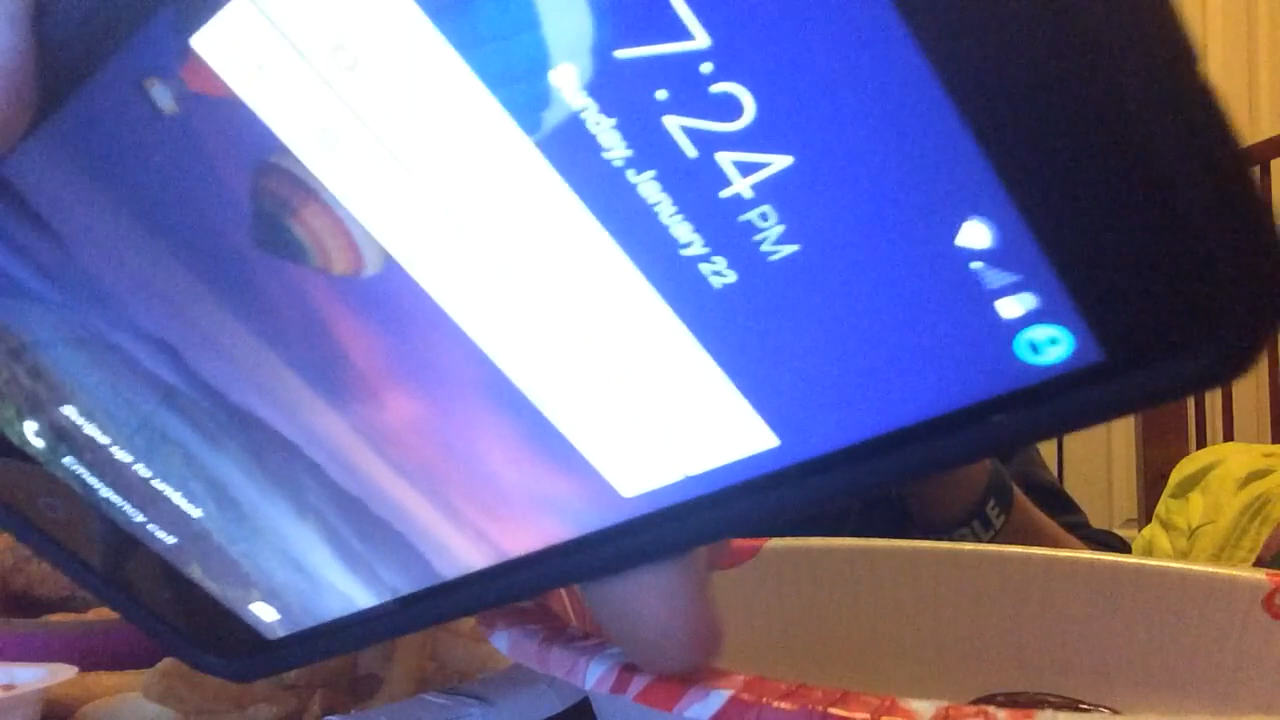 7:24 PM
Sunday, January 22
Swipe up to unlock
Emergency call